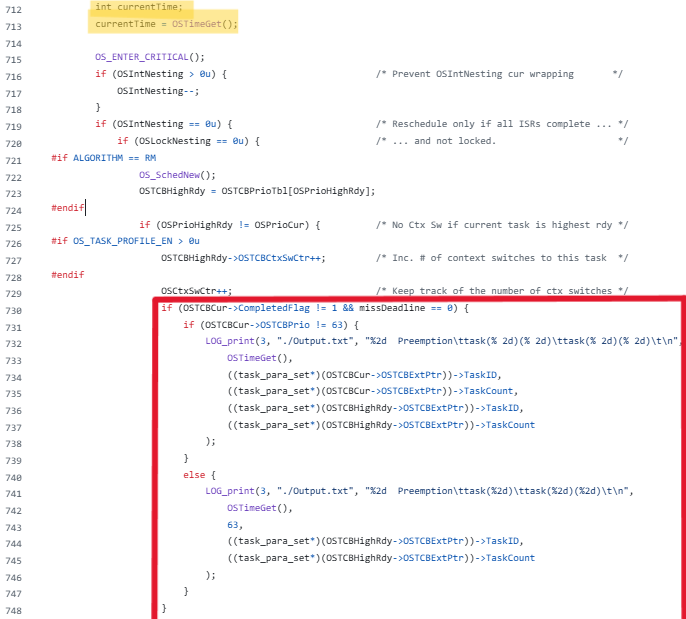 712 int currentTime;
713 currentTime = OSTimeGet();
714
715 OS_ENTER_CRITICAL();
716 if (OSIntNesting > 0u) { /* Prevent OSIntNesting cur wrapping */
717 OSIntNesting--;
718 }
719 if (OSIntNesting == 0u) { /* Reschedule only if all ISRs complete ... */
720 if (OSLockNesting == 0u) { /* ... and not locked. */
721 #if ALGORITHM == RM
722 OS_SchedNew();
723 OSTCBHighRdy = OSTCBPrioTbl[OSPrioHighRdy];
724 #endif
725 if (OSPrioHighRdy != OSPrioCur) { /* No Ctx Sw if current task is highest rdy */
726 #if OS_TASK_PROFILE_EN > 0u
727 OSTCBHighRdy->OSTCBCtxSwCtr++; /* Inc. # of context switches to this task */
728 #endif
729 OSCtxSwCtr++; /* Keep track of the number of ctx switches */
730 if (OSTCBCur->CompletedFlag != 1 && missDeadline == 0) {
731 if (OSTCBCur->OSTCBPrio != 63) {
732 LOG_print(3, "./Output.txt", "%2d  Preemption\ttask(% 2d)(% 2d)\ttask(% 2d)(% 2d)\t\n",
733 OSTimeGet(),
734 ((task_para_set*)(OSTCBCur->OSTCBExtPtr))->TaskID,
735 ((task_para_set*)(OSTCBCur->OSTCBExtPtr))->TaskCount,
736 ((task_para_set*)(OSTCBHighRdy->OSTCBExtPtr))->TaskID,
737 ((task_para_set*)(OSTCBHighRdy->OSTCBExtPtr))->TaskCount
738 );
739 }
740 else {
741 LOG_print(3, "./Output.txt", "%2d  Preemption\ttask(%2d)\ttask(%2d)(%2d)\t\n",
742 OSTimeGet(),
743 63,
744 ((task_para_set*)(OSTCBHighRdy->OSTCBExtPtr))->TaskID,
745 ((task_para_set*)(OSTCBHighRdy->OSTCBExtPtr))->TaskCount
746 );
747 }
748 }